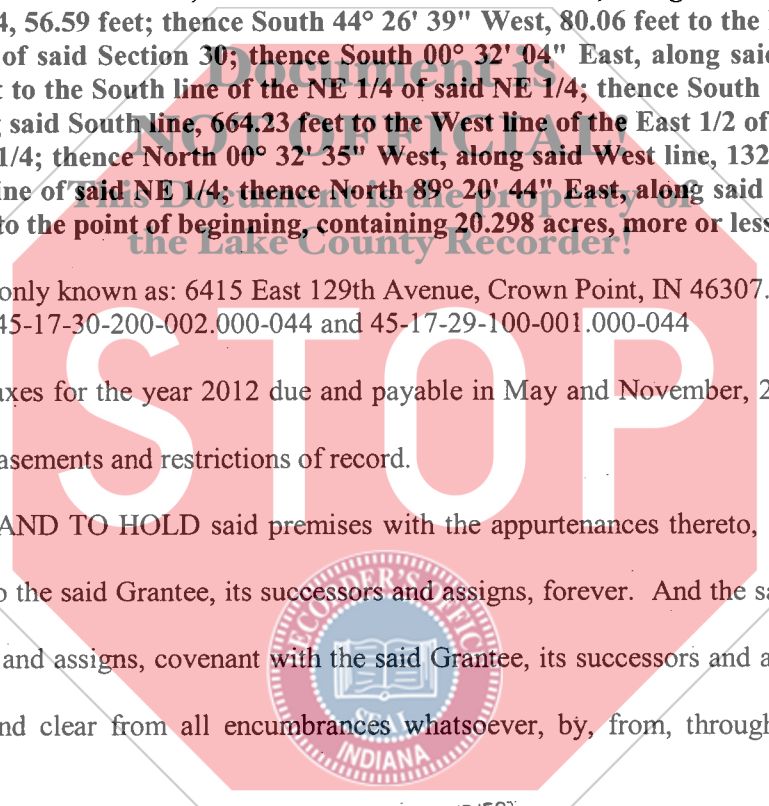 4, 56.59 feet; thence South 44° 26' 39" West, 80.06 feet to the
of said Section 30; thence South 00° 32' 04" East, along said
Document is
to the South line of the NE 1/4 of said NE 1/4; thence South
said South line, 664.23 feet to the West line of the East 1/2 of
NOT OFFICIAL!
1/4; thence North 00° 32' 35" West, along said West line, 132
ine of said NE 1/4; thence North 89° 20' 44" East, along said
This Document is the property of
to the point of beginning, containing 20.298 acres, more or less
the Lake County Recorder!
only known as: 6415 East 129th Avenue, Crown Point, IN 46307.
45-17-30-200-002.000-044 and 45-17-29-100-001.000-044
STOP
axes for the year 2012 due and payable in May and November, 2
asements and restrictions of record.
AND TO HOLD said premises with the appurtenances thereto,
o the said Grantee, its successors and assigns, forever. And the sa
and assigns, covenant with the said Grantee, its successors and a
nd clear from all encumbrances whatsoever, by, from, through
RECORDER'S OFFICE
SEAL
INDIANA